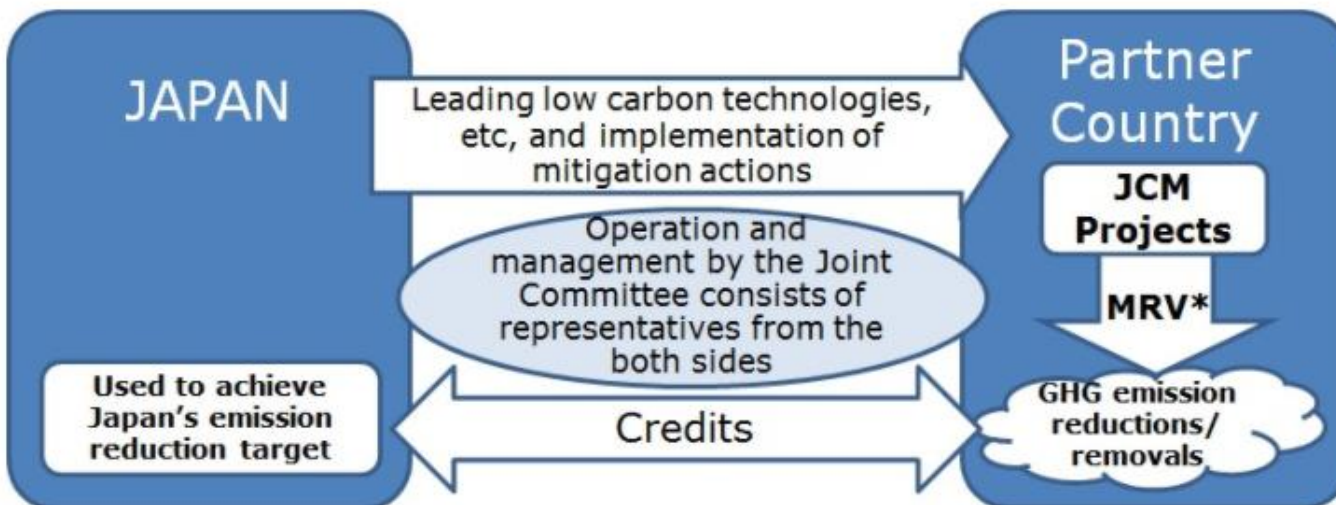 JAPAN
Leading low carbon technologies,
etc, and implementation of
mitigation actions
Partner
Country
JCM
Projects
Operation and
management by the Joint
Committee consists of
representatives from the
both sides
MRV*
Used to achieve
Japan's emission
reduction target
Credits
GHG emission
reductions/
removals